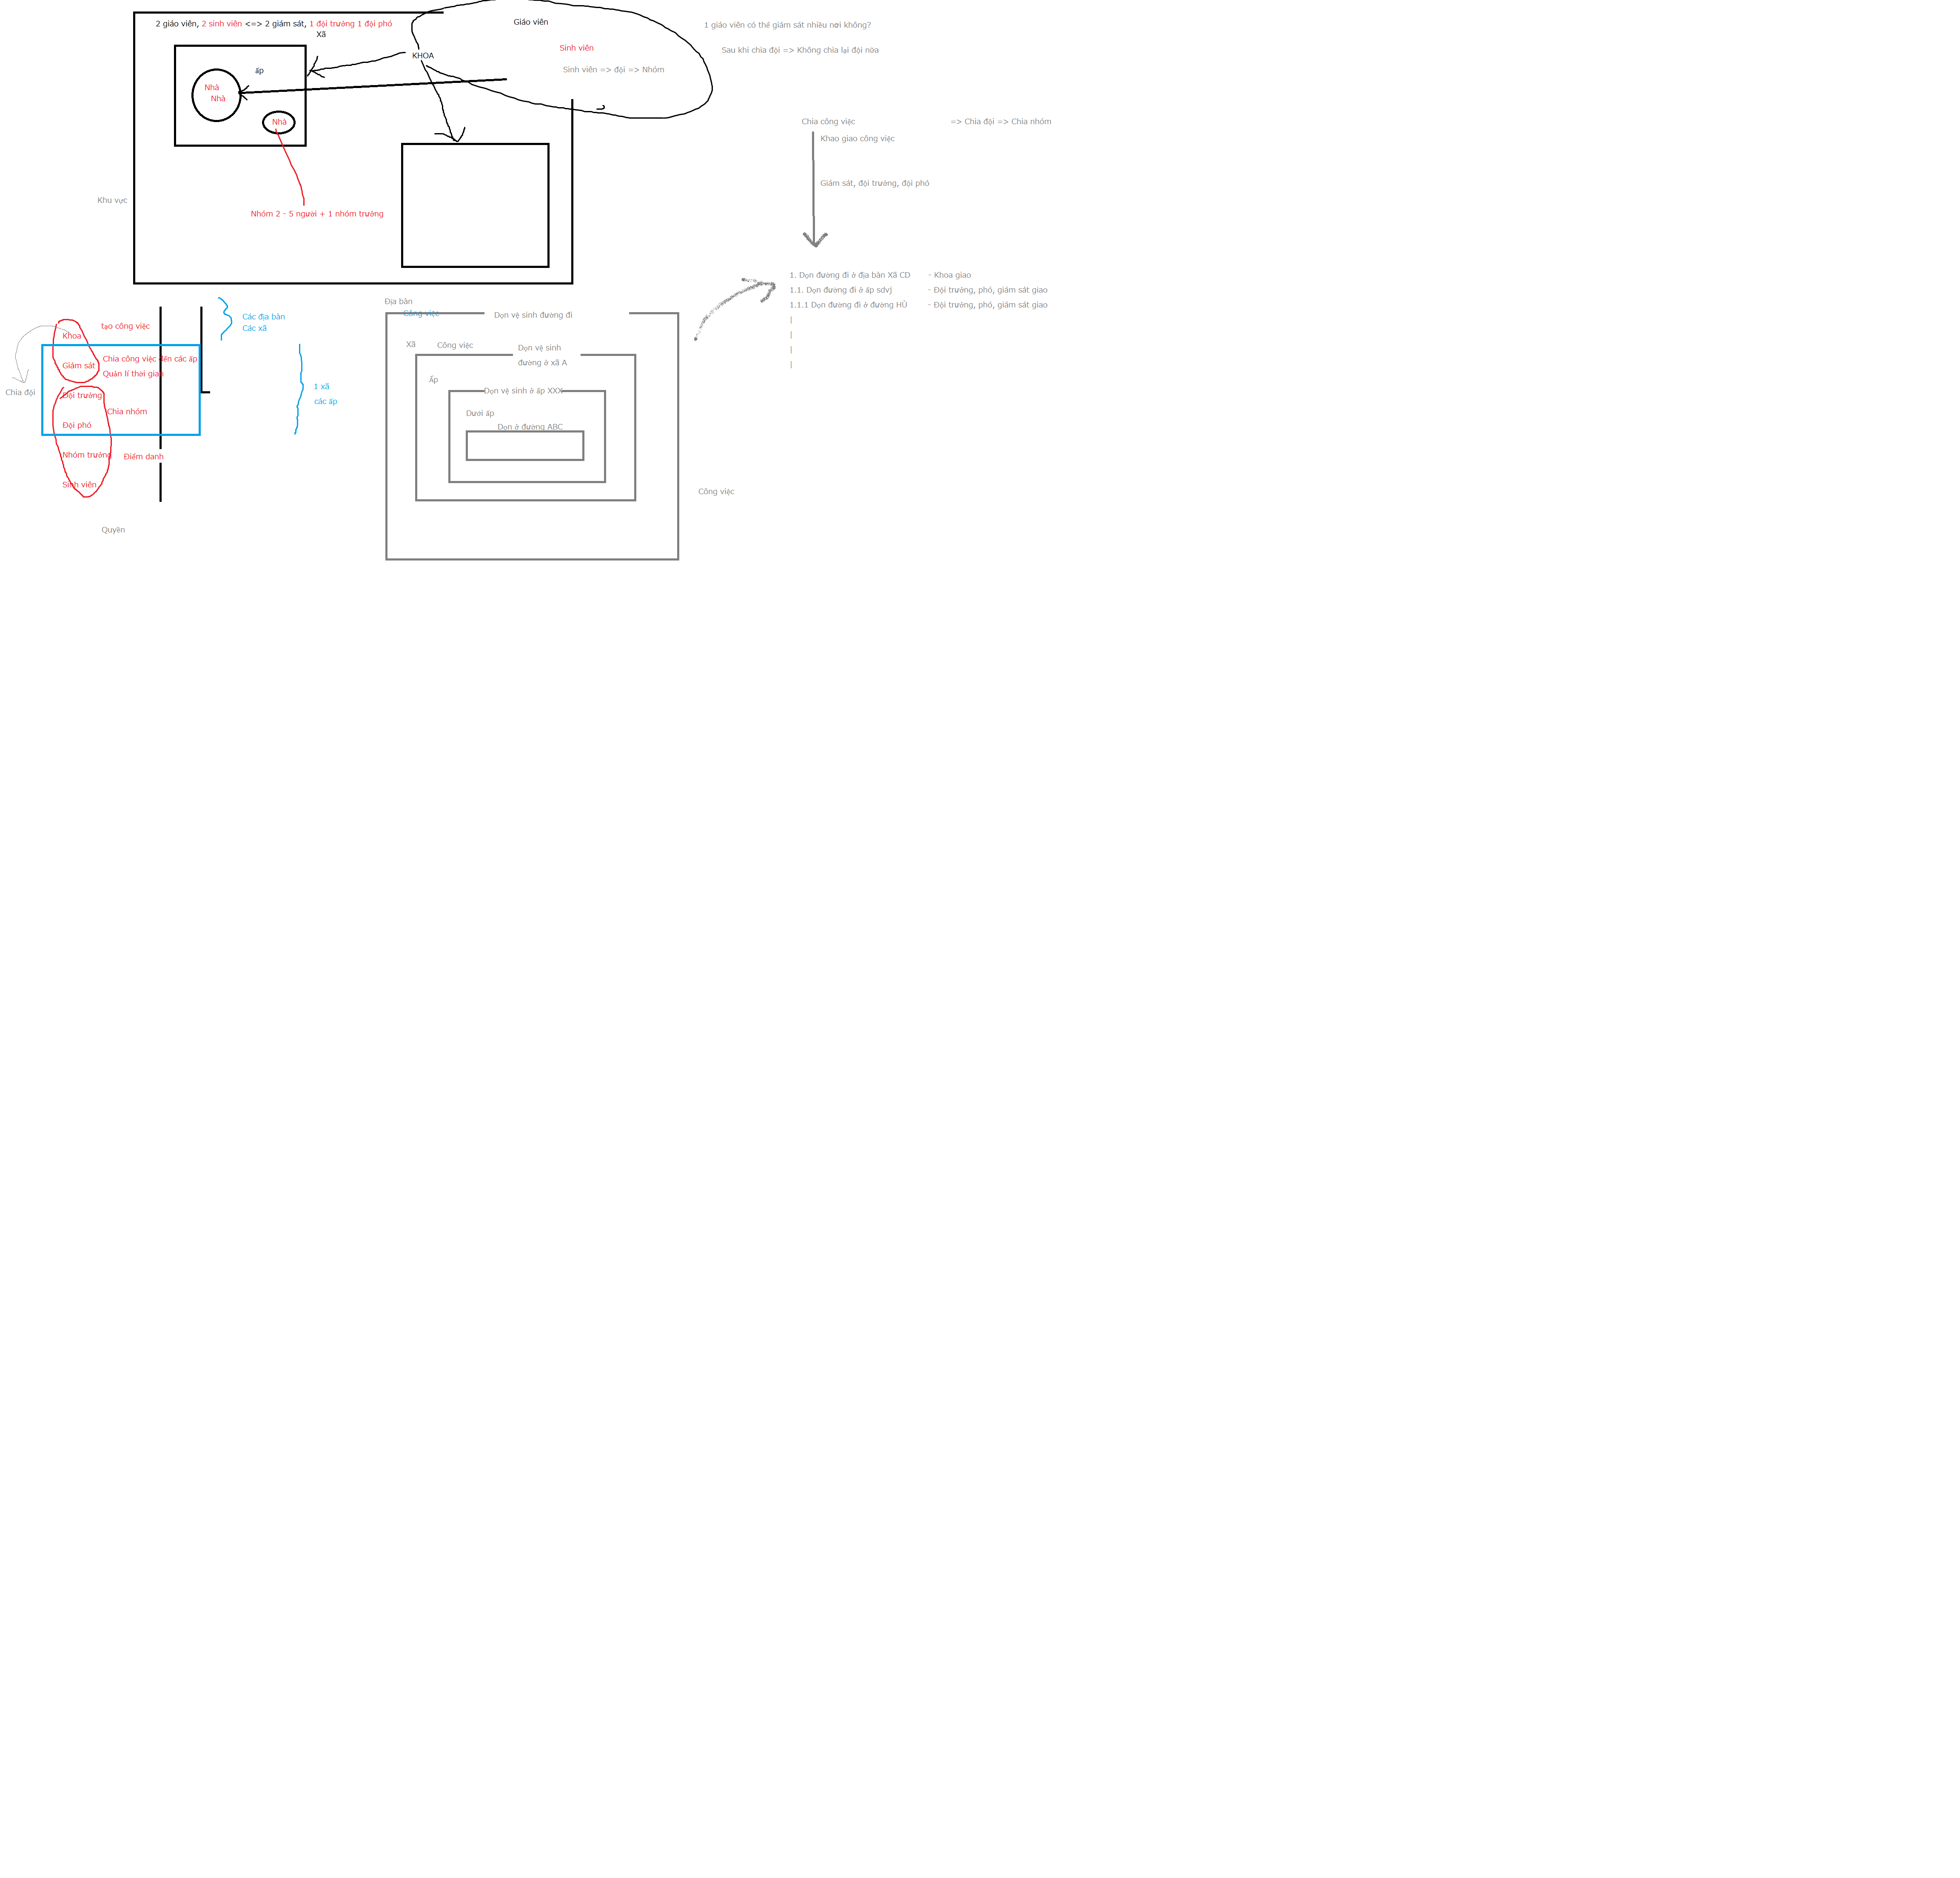 2 giáo viên, 2 sinh viên <=> 2 giám sát, 1 đội trưởng 1 đội phó
Xã
Giáo viên
1 giáo viên có thể giám sát nhiều nơi không?
Sinh viên
Sau khi chia đội => Không chia lại đội nữa
KHOA
ấp
Sinh viên => đội => Nhóm
Nhà
Nhà
Nhà
Chia công việc
=> Chia đội => Chia nhóm
Khao giao công việc
Giám sát, đội trưởng, đội phó
Khu vực
Nhóm 2 - 5 người + 1 nhóm trưởng
1. Dọn đường đi ở địa bàn Xã CD - Khoa giao
1.1. Dọn đường đi ở ấp sdvj - Đội trưởng, phó, giám sát giao
1.1.1 Dọn đường đi ở đường HÙ - Đội trưởng, phó, giám sát giao
|
|
|
|
Các địa bàn
Các xã
tạo công việc
Khoa
Giám sát
Chia công việc đến các ấp
Quản lí thời gian
Chia đội
Đội trưởng
Chia nhóm
Đội phó
Nhóm trưởng
Điểm danh
Sinh viên
Quyền
1 xã
các ấp
Địa bàn
Công việc
Dọn vệ sinh đường đi
Xã
Công việc
Dọn vệ sinh
đường ở xã A
Ấp
Dọn vệ sinh ở ấp XXX
Dưới ấp
Dọn ở đường ABC
Công việc